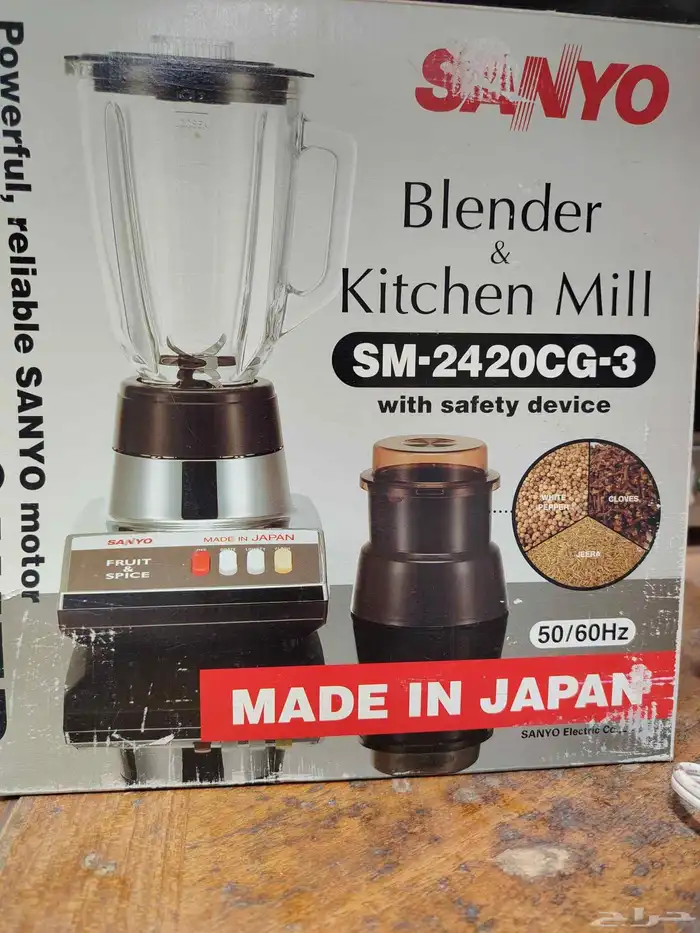 Powerful, reliable SANYO motor
SANYO
Blender
&
Kitchen Mill
SM-2420CG-3
with safety device
WHITE
PEPPER
CLOVES
JEERA
SANYO MADE IN JAPAN
FRUIT
&
SPICE
50/60Hz
MADE IN JAPAN
SANYO Electric
حراج